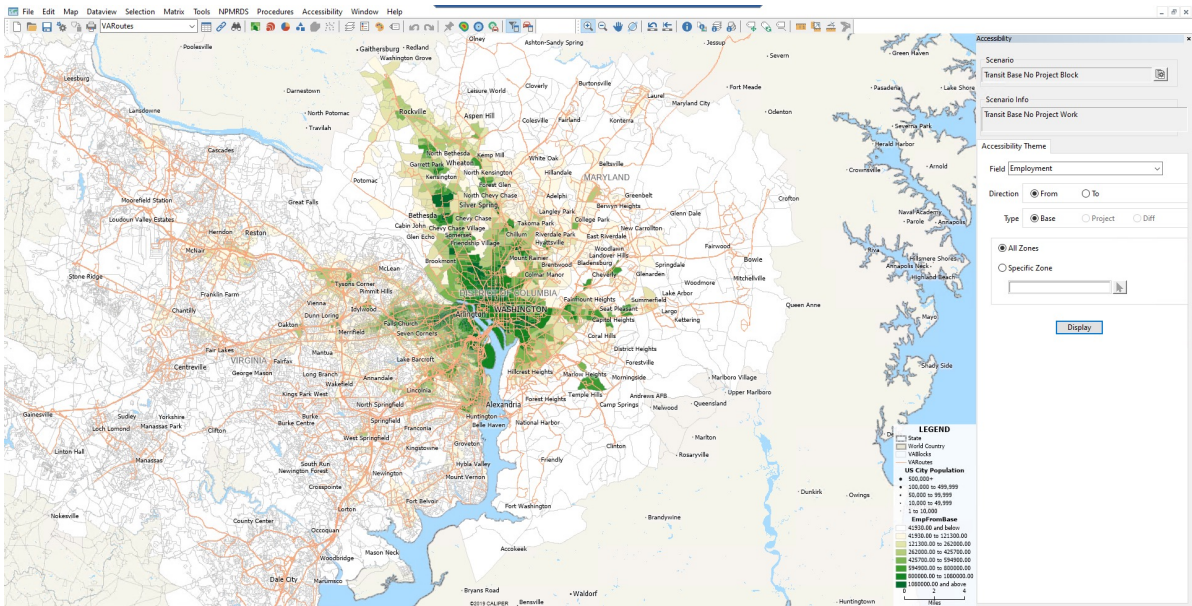 File Edit Map Dataview Selection Matrix Tools NPMRDS Procedures Accessibility Window Help
VARoutes
Accessibility
Scenario
Transit Base No Project Block
Scenario Info
Transit Base No Project Work
Accessibility Theme
Field Employment
Direction From To
Type Base Project Diff
All Zones
Specific Zone
Display
Poolesville
Gaithersburg
Redland
Washington Grove
Olney
Ashton-Sandy Spring
Jessup
Severn
Green Haven
Leesburg
Darnestown
Leisure World
Cloverly
Burtonsville
Laurel
Maryland City
Fort Meade
Pasadena
Lake Shore
Lansdowne
North Potomac
Travilah
Rockville
Aspen Hill
Colesville
Fairland
Konterra
Odenton
Severna Park
Cascades
North Bethesda
Wheaton
Kemp Mill
White Oak
Beltsville
Herald Harbor
Potomac
Garrett Park
Kensington
North Kensington
Forest Glen
Hillandale
MARYLAND
Crownsville
Arnold
Moorefield Station
Great Falls
North Chevy Chase
Silver Spring
Adelphi
Greenbelt
Crofton
Loudoun Valley Estates
Bethesda
Chevy Chase
Langley Park
Berwyn Heights
Glenn Dale
Naval Academy
Parole
Annapolis
Herndon
Reston
Cabin John
Chevy Chase Village
Takoma Park
College Park
Glen Echo
Somerset
Friendship Village
Chillum
Riverdale Park
Hyattsville
East Riverdale
New Carrollton
McNair
McLean
Brookmont
Mount Rainier
Woodlawn
Landover Hills
Fairwood
Bowie
Riva
Hillsmere Shores
Annapolis Neck
Highland Beach
Stone Ridge
Tysons Corner
Pimmit Hills
Brentwood
Bladensburg
Colmar Manor
Cheverly
Springdale
Glenarden
Mitchellville
Franklin Farm
Woodmore
Lake Arbor
DISTRICT OF COLUMBIA
Vienna
Idylwood
Arlington
WASHINGTON
Fairmount Heights
Seat Pleasant
Summerfield
Queen Anne
Chantilly
Dunn Loring
Capitol Heights
Largo
Kettering
Mayo
Oakton
Merrifield
Falls Church
Seven Corners
Coral Hills
Fair Lakes
Centreville
VIRGINIA
Fairfax
Mantua
Lake Barcroft
District Heights
Forestville
Shady Side
George Mason
Long Branch
Wakefield
Annandale
Hillcrest Heights
Marlow Heights
Morningside
Marlboro Village
Kings Park West
Lincolnia
Temple Hills
Andrews AFB
Upper Marlboro
Gainesville
Sudley
Yorkshire
Burke
North Springfield
Alexandria
Forest Heights
Camp Springs
Melwood
Queensland
Loch Lomond
Manassas Park
Clifton
Burke Centre
Springfield
Huntington
Belle Haven
National Harbor
Linton Hall
West Springfield
Franconia
Groveton
Clinton
Marlton
Manassas
Kingstowne
Rosaryville
South Run
Newington Forest
Newington
Hybla Valley
Mount Vernon
Friendly
Crosspointe
Fort Belvoir
Fort Washington
Dunkirk
Owings
Nokesville
County Center
Lorton
Brandywine
Occoquan
Woodbridge
Mason Neck
Accokeek
Dale City
Marumsco
Bryans Road
Waldorf
©2019 CALIPER
Bensville
Huntingtown
LEGEND
State
World Country
VABlocks
VARoutes
US City Population
500,000+
100,000 to 499,999
50,000 to 99,999
10,000 to 49,999
1 to 10,000
EmpFromBase
41930.00 and below
41930.00 to 121300.00
121300.00 to 262000.00
262000.00 to 425700.00
425700.00 to 594900.00
594900.00 to 800000.00
800000.00 to 1080000.00
1080000.00 and above
0 2 4
Miles